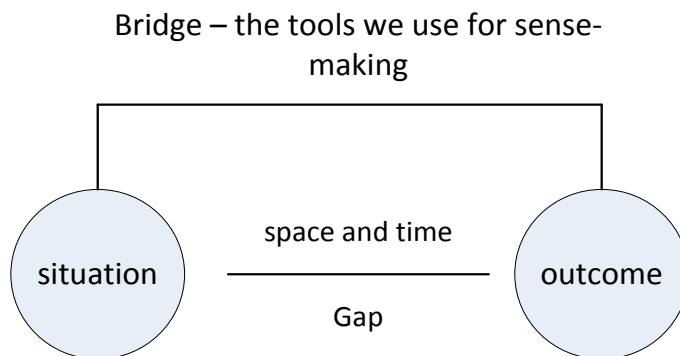 Bridge – the tools we use for sense-
making
space and time
situation
outcome
Gap